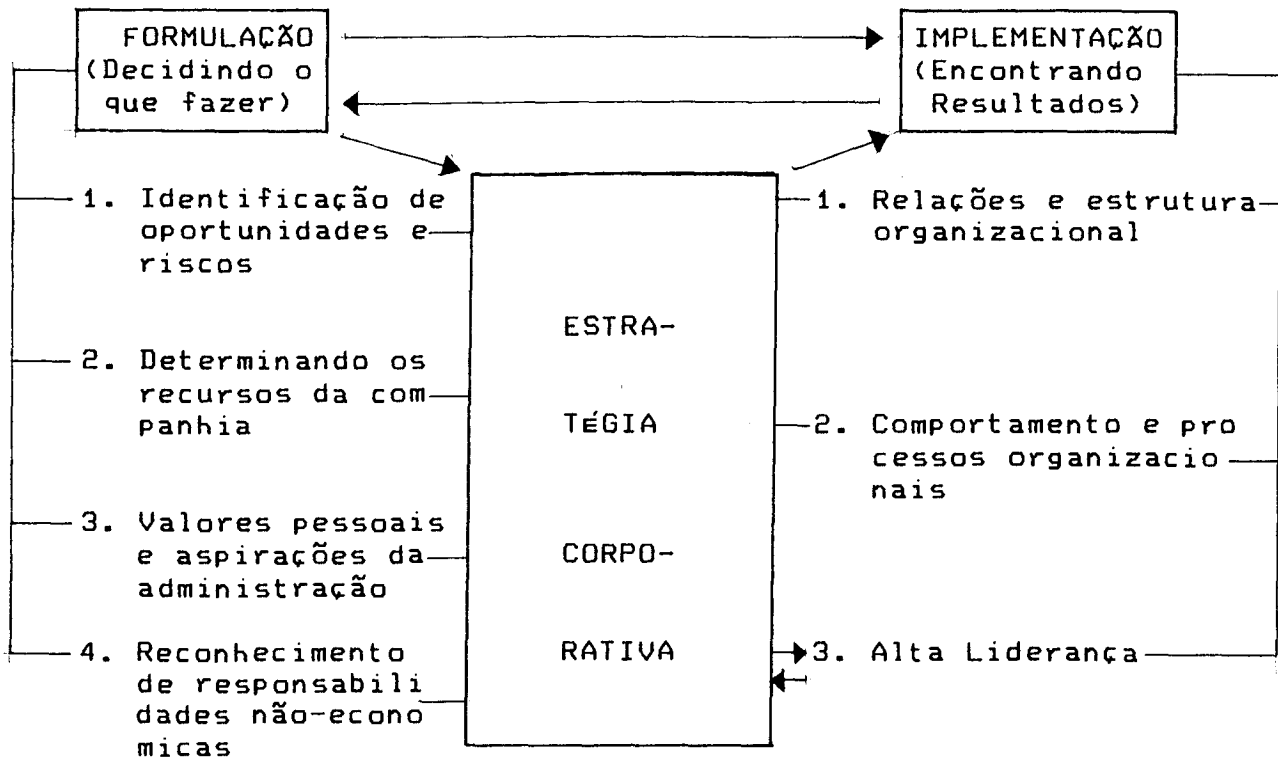 FORMULAÇÃO
(Decidindo o
que fazer)
IMPLEMENTAÇÃO
(Encontrando
Resultados)
1. Identificação de
oportunidades e
riscos
2. Determinando os
recursos da com
panhia
3. Valores pessoais
e aspirações da
administração
4. Reconhecimento
de responsabili
dades não-econo
micas
ESTRA-
TÉGIA
CORPO-
RATIVA
1. Relações e estrutura
organizacional
2. Comportamento e pro
cessos organizacio
nais
3. Alta Liderança